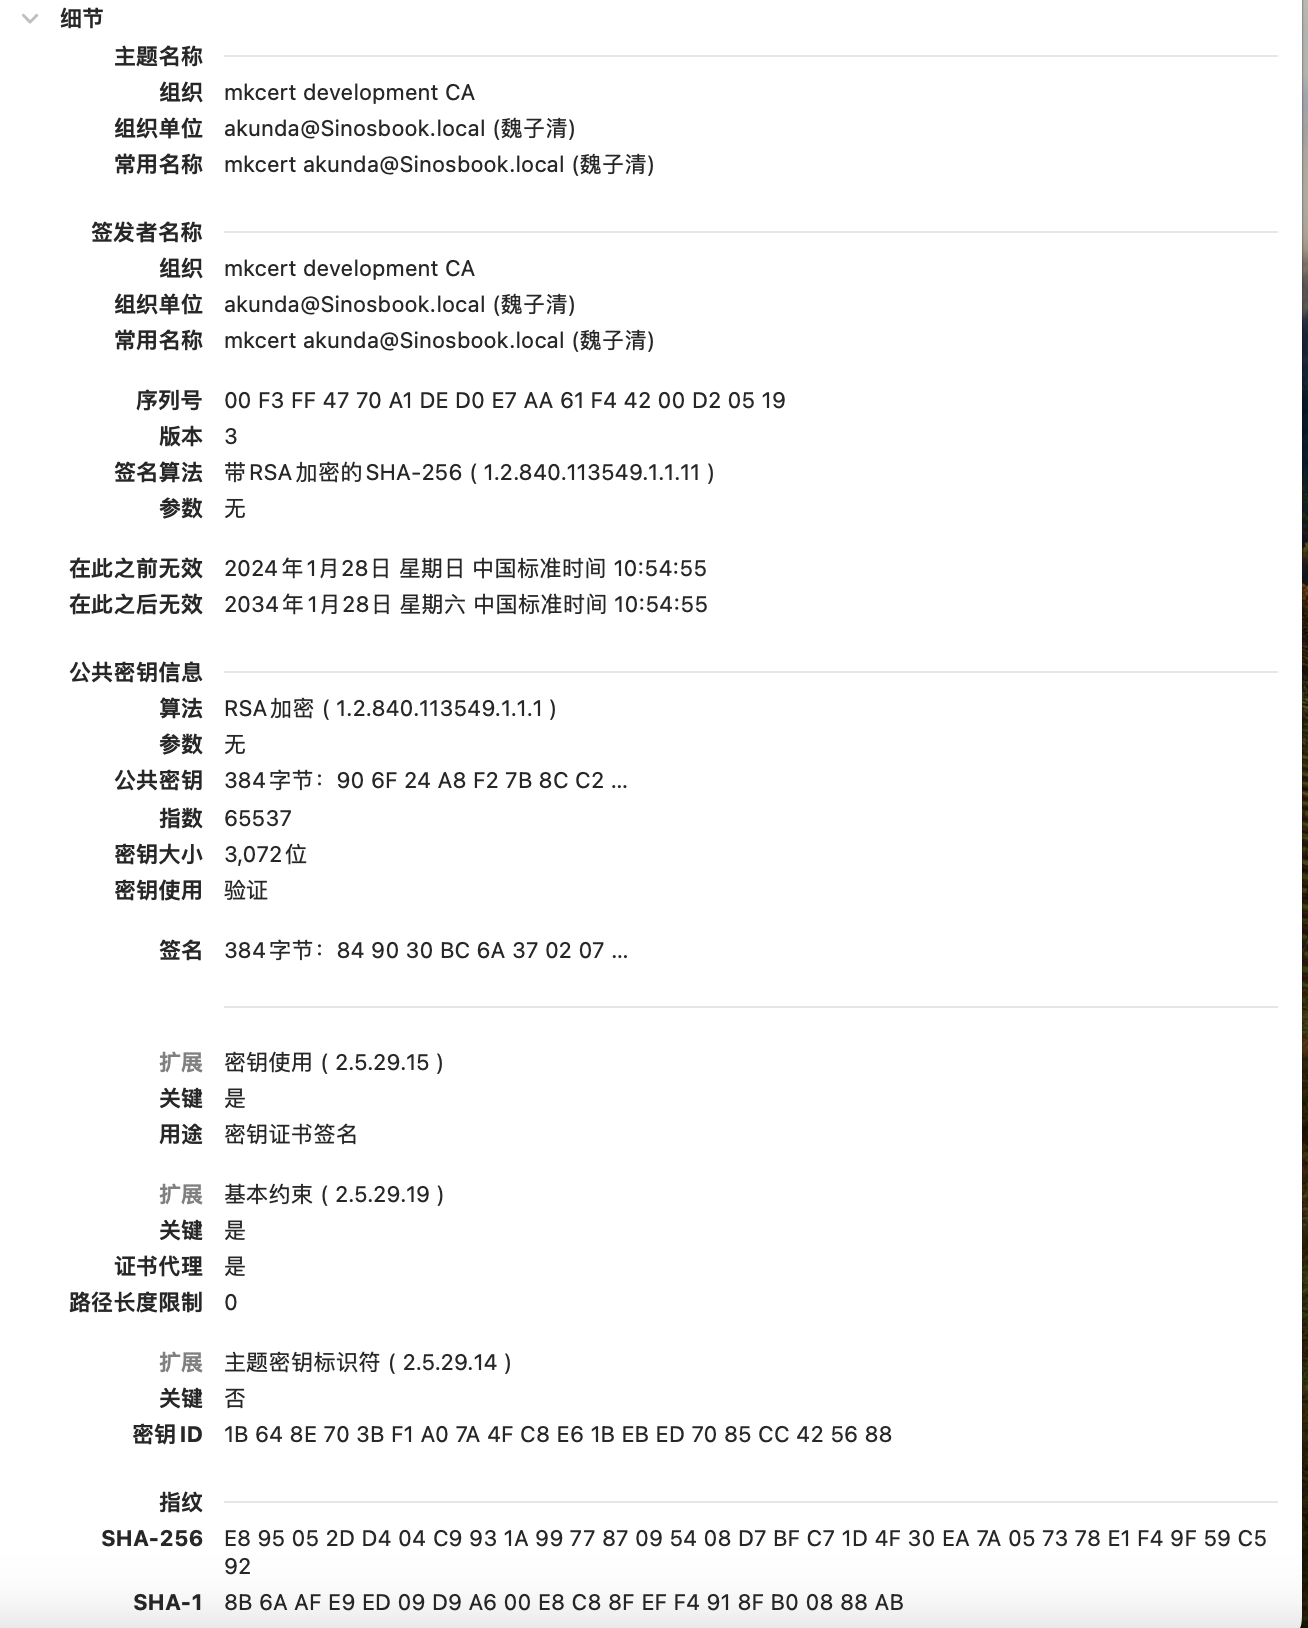 细节
主题名称
组织 mkcert development CA
组织单位 akunda@Sinosbook.local (魏子清)
常用名称 mkcert akunda@Sinosbook.local (魏子清)
签发者名称
组织 mkcert development CA
组织单位 akunda@Sinosbook.local (魏子清)
常用名称 mkcert akunda@Sinosbook.local (魏子清)
序列号 00 F3 FF 47 70 A1 DE D0 E7 AA 61 F4 42 00 D2 05 19
版本 3
签名算法 带RSA加密的SHA-256 ( 1.2.840.113549.1.1.11 )
参数 无
在此之前无效 2024年1月28日 星期日 中国标准时间 10:54:55
在此之后无效 2034年1月28日 星期六 中国标准时间 10:54:55
公共密钥信息
算法 RSA加密 ( 1.2.840.113549.1.1.1 )
参数 无
公共密钥 384字节：90 6F 24 A8 F2 7B 8C C2 ...
指数 65537
密钥大小 3,072位
密钥使用 验证
签名 384字节：84 90 30 BC 6A 37 02 07 ...
扩展 密钥使用 ( 2.5.29.15 )
关键 是
用途 密钥证书签名
扩展 基本约束 ( 2.5.29.19 )
关键 是
证书代理 是
路径长度限制 0
扩展 主题密钥标识符 ( 2.5.29.14 )
关键 否
密钥ID 1B 64 8E 70 3B F1 A0 7A 4F C8 E6 1B EB ED 70 85 CC 42 56 88
指纹
SHA-256 E8 95 05 2D D4 04 C9 93 1A 99 77 87 09 54 08 D7 BF C7 1D 4F 30 EA 7A 05 73 78 E1 F4 9F 59 C5
92
SHA-1 8B 6A AF E9 ED 09 D9 A6 00 E8 C8 8F EF F4 91 8F B0 08 88 AB